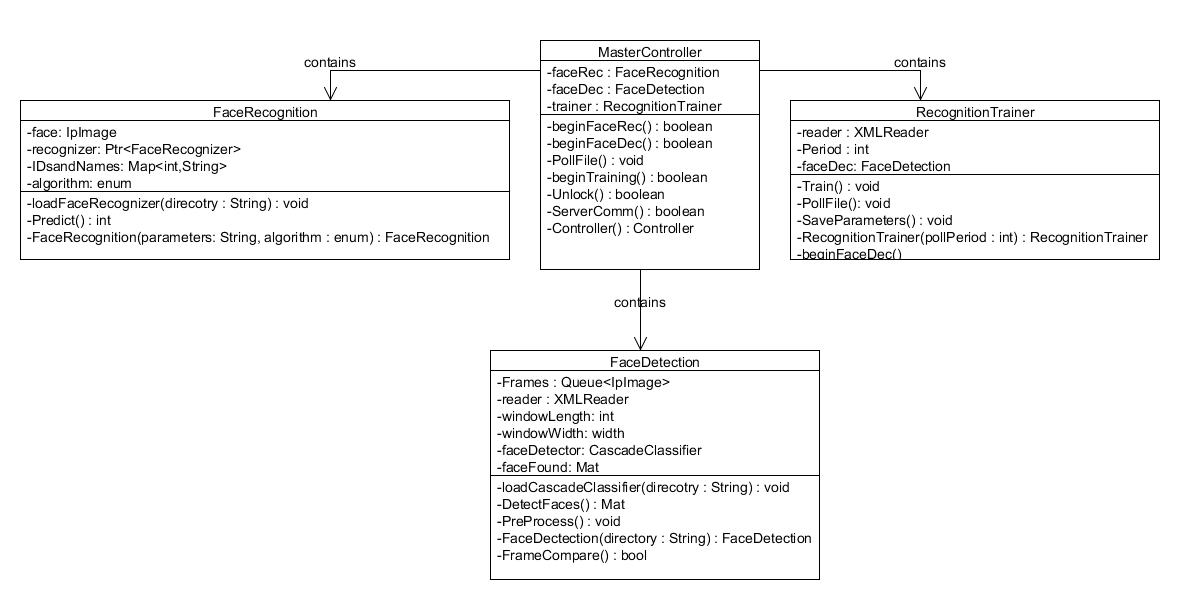 MasterController
-faceRec : FaceRecognition
-faceDec : FaceDetection
-trainer : RecognitionTrainer
-beginFaceRec() : boolean
-beginFaceDec() : boolean
-PollFile() : void
-beginTraining() : boolean
-Unlock() : boolean
-ServerComm() : boolean
-Controller() : Controller
contains
contains
contains
FaceRecognition
-face: IpImage
-recognizer: Ptr<FaceRecognizer>
-IDsandNames: Map<int,String>
-algorithm: enum
-loadFaceRecognizer(direcotry : String) : void
-Predict() : int
-FaceRecognition(parameters: String, algorithm : enum) : FaceRecognition
RecognitionTrainer
-reader : XMLReader
-Period : int
-faceDec: FaceDetection
-Train() : void
-PollFile(): void
-SaveParameters() : void
-RecognitionTrainer(pollPeriod : int) : RecognitionTrainer
-beginFaceDec()
FaceDetection
-Frames : Queue<IpImage>
-reader : XMLReader
-windowLength: int
-windowWidth: width
-faceDetector: CascadeClassifier
-faceFound: Mat
-loadCascadeClassifier(direcotry : String) : void
-DetectFaces() : Mat
-PreProcess() : void
-FaceDectection(directory : String) : FaceDetection
-FrameCompare() : bool